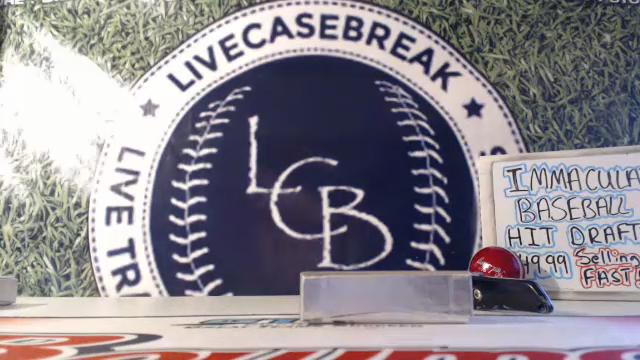 LIVECASEBREAK
LIVE TR
LCB
IMMACULA
BASEBALL
HIT DRAFT
49.99 Selling
FAST!